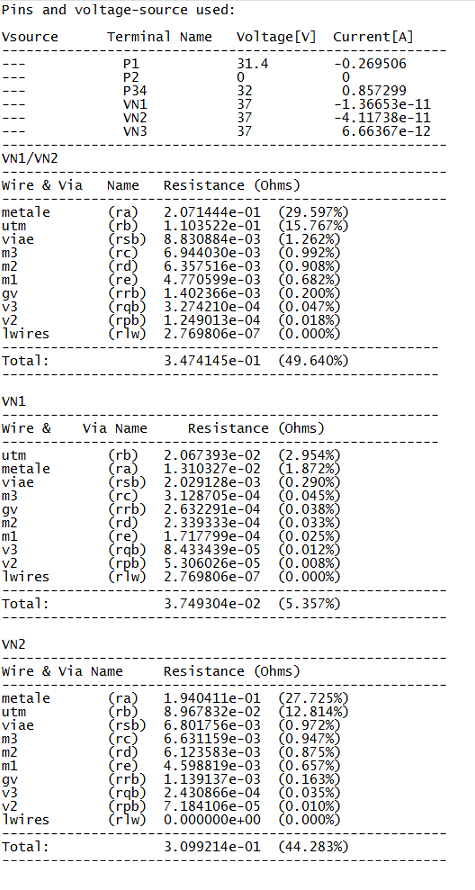 Pins and voltage-source used:
Vsource Terminal Name Voltage[V] Current[A]
--------------------------------------------------------
--- P1 31.4 -0.269506
--- P2 0 0
--- P34 32 0.857299
--- VN1 37 -1.36653e-11
--- VN2 37 -4.11738e-11
--- VN3 37 6.66367e-12
--------------------------------------------------------
VN1/VN2
--------------------------------------------------------
Wire & Via Name Resistance (Ohms)
--------------------------------------------------------
metale (ra) 2.071444e-01 (29.597%)
utm (rb) 1.103522e-01 (15.767%)
viae (rsb) 8.830884e-03 (1.262%)
m3 (rc) 6.944030e-03 (0.992%)
m2 (rd) 6.357516e-03 (0.908%)
m1 (re) 4.770599e-03 (0.682%)
gv (rrb) 1.402366e-03 (0.200%)
v3 (rqb) 3.274210e-04 (0.047%)
v2 (rpb) 1.249013e-04 (0.018%)
lwires (rlw) 2.769806e-07 (0.000%)
--------------------------------------------------------
Total: 3.474145e-01 (49.640%)
--------------------------------------------------------
VN1
--------------------------------------------------------
Wire & Via Name Resistance (Ohms)
--------------------------------------------------------
utm (rb) 2.067393e-02 (2.954%)
metale (ra) 1.310327e-02 (1.872%)
viae (rsb) 2.029128e-03 (0.290%)
m3 (rc) 3.128705e-04 (0.045%)
gv (rrb) 2.632291e-04 (0.038%)
m2 (rd) 2.339333e-04 (0.033%)
m1 (re) 1.717799e-04 (0.025%)
v3 (rqb) 8.433439e-05 (0.012%)
v2 (rpb) 5.306026e-05 (0.008%)
lwires (rlw) 2.769806e-07 (0.000%)
--------------------------------------------------------
Total: 3.749304e-02 (5.357%)
--------------------------------------------------------
VN2
--------------------------------------------------------
Wire & Via Name Resistance (Ohms)
--------------------------------------------------------
metale (ra) 1.940411e-01 (27.725%)
utm (rb) 8.967832e-02 (12.814%)
viae (rsb) 6.801756e-03 (0.972%)
m3 (rc) 6.631159e-03 (0.947%)
m2 (rd) 6.123583e-03 (0.875%)
m1 (re) 4.598819e-03 (0.657%)
gv (rrb) 1.139137e-03 (0.163%)
v3 (rqb) 2.430866e-04 (0.035%)
v2 (rpb) 7.184106e-05 (0.010%)
lwires (rlw) 0.000000e+00 (0.000%)
--------------------------------------------------------
Total: 3.099214e-01 (44.283%)
--------------------------------------------------------